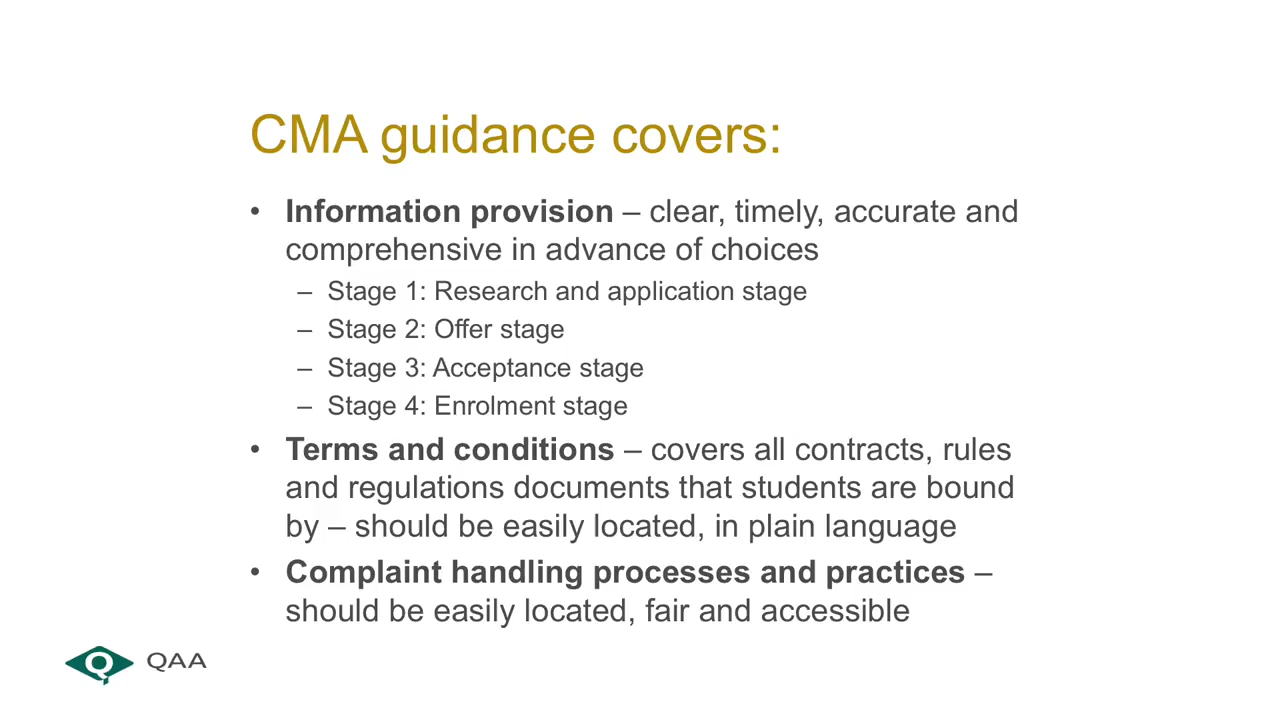 CMA guidance covers:
• Information provision – clear, timely, accurate and
comprehensive in advance of choices
– Stage 1: Research and application stage
– Stage 2: Offer stage
– Stage 3: Acceptance stage
– Stage 4: Enrolment stage
• Terms and conditions – covers all contracts, rules
and regulations documents that students are bound
by – should be easily located, in plain language
• Complaint handling processes and practices –
should be easily located, fair and accessible
QAA